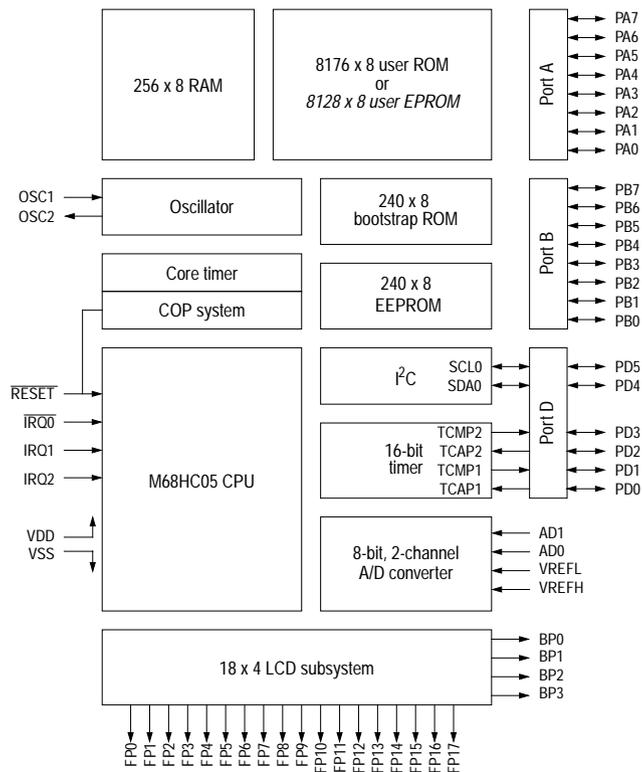 256 x 8 RAM
8176 x 8 user ROM
or
8128 x 8 user EPROM
Port A
PA7
PA6
PA5
PA4
PA3
PA2
PA1
PA0
OSC1
OSC2
Oscillator
240 x 8
bootstrap ROM
Port B
PB7
PB6
PB5
PB4
PB3
PB2
PB1
PB0
Core timer
COP system
240 x 8
EEPROM
RESET
IRQ0
IRQ1
IRQ2
VDD
VSS
M68HC05 CPU
I²C
SCL0
SDA0
16-bit
timer
TCMP2
TCAP2
TCMP1
TCAP1
Port D
PD5
PD4
PD3
PD2
PD1
PD0
8-bit, 2-channel
A/D converter
AD1
AD0
VREFL
VREFH
18 x 4 LCD subsystem
BP0
BP1
BP2
BP3
FP0
FP1
FP2
FP3
FP4
FP5
FP6
FP7
FP8
FP9
FP10
FP11
FP12
FP13
FP14
FP15
FP16
FP17